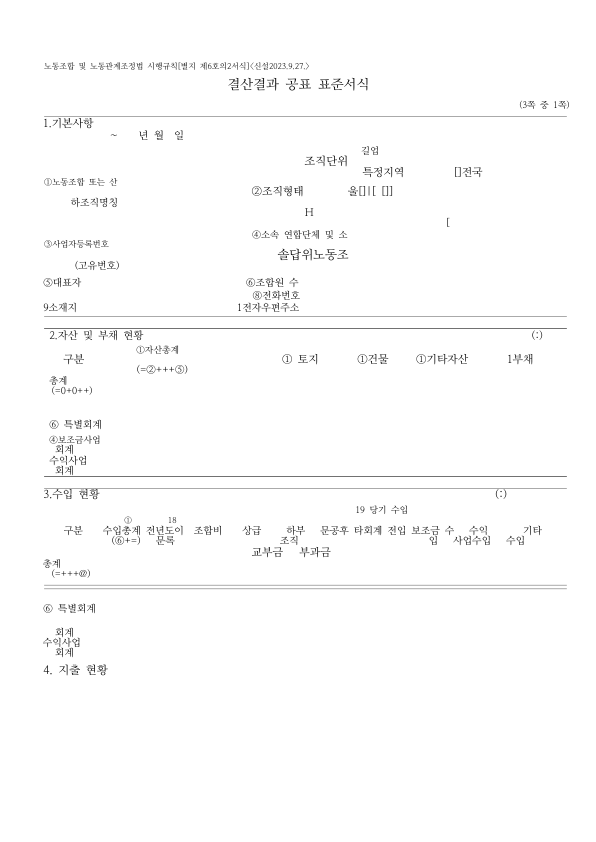 노동조합 및 노동관계조정법 시행규칙[별지 제6호의2서식]<신설2023.9.27.>
결산결과 공표 표준서식
(3쪽 중 1쪽)
1.기본사항
~ 년 월 일
길업
조직단위
특정지역 []전국
①노동조합 또는 산
②조직형태 울[]|[ []]
하조직명칭
H
[
④소속 연합단체 및 소
③사업자등록번호
솔답위노동조
(고유번호)
⑤대표자 ⑥조합원 수
⑧전화번호
9소재지 1전자우편주소
2.자산 및 부채 현황 (:)
①자산총계
구분 ① 토지 ①건물 ①기타자산 1부채
(=②+++⑤)
총계
(=0+0++)
⑥ 특별회계
④보조금사업
회계
수익사업
회계
3.수입 현황 (:)
19 당기 수입
① 18
구분 수입총계 전년도이 조합비 상급 하부 문공후 타회계 전입 보조금 수 수익 기타
(⑥+=) 문록 조직 입 사업수입 수입
교부금 부과금
총계
(=+++@)
⑥ 특별회계
회계
수익사업
회계
4. 지출 현황